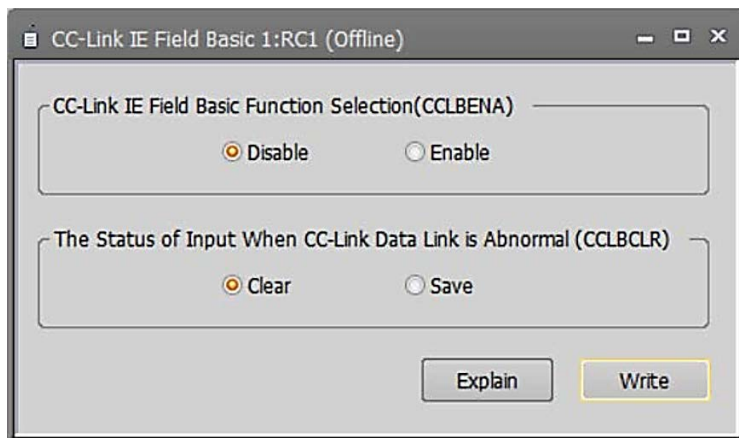 CC-Link IE Field Basic 1:RC1 (Offline)
CC-Link IE Field Basic Function Selection(CCLBENA)
Disable Enable
The Status of Input When CC-Link Data Link is Abnormal (CCLBCLR)
Clear Save
Explain Write